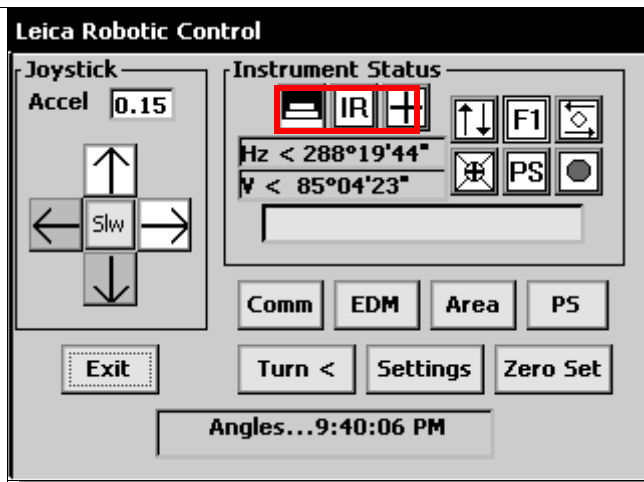 Leica Robotic Control
Joystick
Accel 0.15
Slw
Instrument Status
IR
F1
Hz < 288°19'44"
V < 85°04'23"
PS
Comm EDM Area PS
Exit Turn < Settings Zero Set
Angles...9:40:06 PM